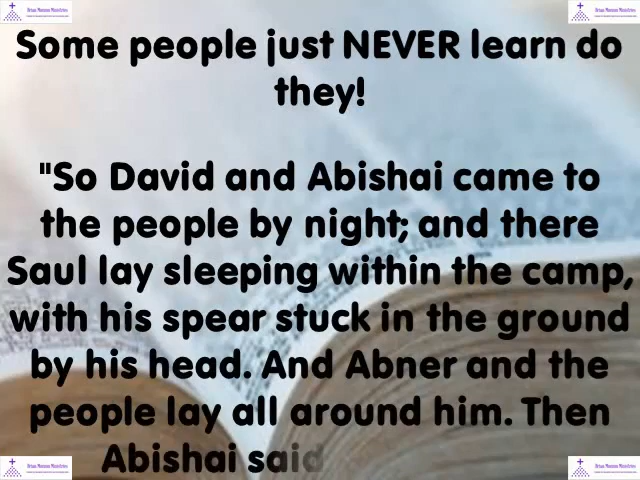 Some people just NEVER learn do
they!
"So David and Abishai came to
the people by night; and there
Saul lay sleeping within the camp,
with his spear stuck in the ground
by his head. And Abner and the
people lay all around him. Then
Abishai said